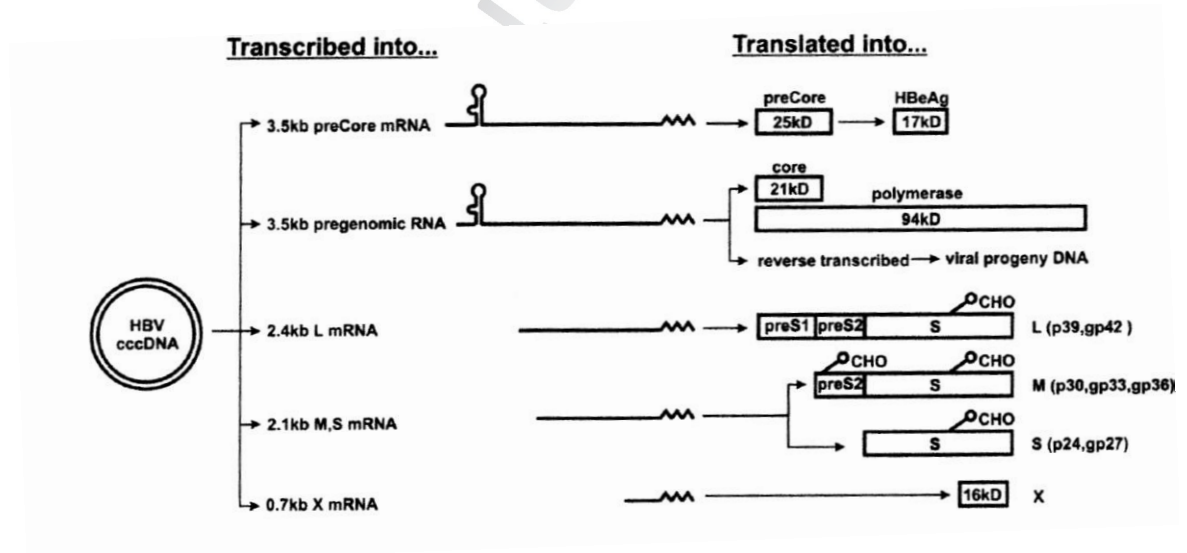 Transcribed into...
Translated into...
3.5kb preCore mRNA
preCore
25kD
HBeAg
17kD
3.5kb pregenomic RNA
core
21kD
polymerase
94kD
reverse transcribed
viral progeny DNA
HBV
cccDNA
2.4kb L mRNA
preS1
preS2
S
CHO
L (p39,gp42 )
2.1kb M,S mRNA
CHO
CHO
preS2
S
M (p30,gp33,gp36)
CHO
S
S (p24,gp27)
0.7kb X mRNA
16kD
X